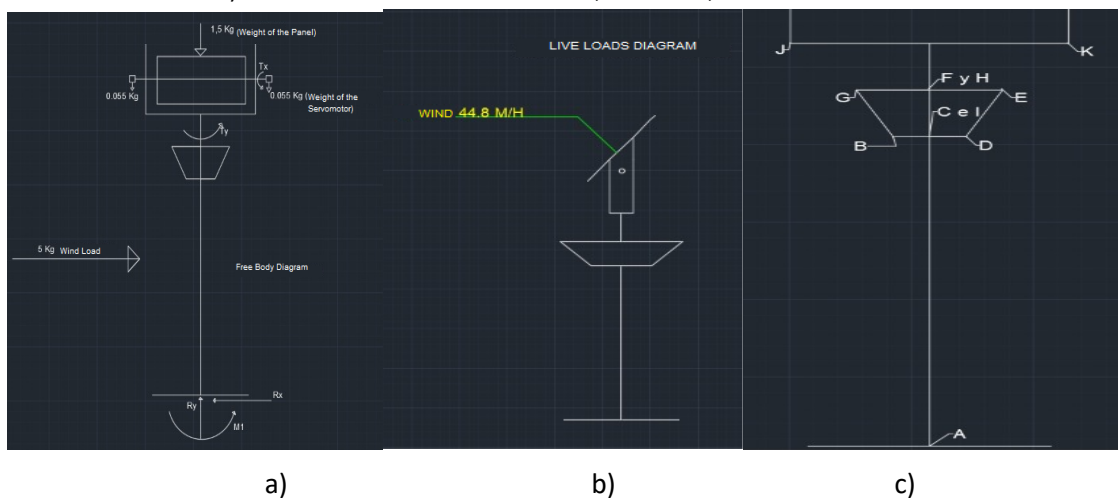 1,5 Kg (Weight of the Panel)
Tx
0.055 Kg
0.055 Kg (Weight of the
Servomotor)
Ty
5 Kg Wind Load
Free Body Diagram
Rx
Ry
M1
LIVE LOADS DIAGRAM
WIND 44.8 M/H
J
K
F y H
G
E
C e I
B
D
A
a)
b)
c)